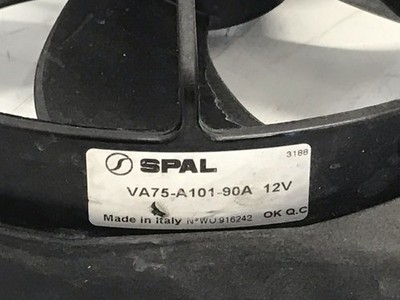 3188
SPAL
VA75-A101-90A 12V
Made in Italy N°WO.916242 OK Q.C